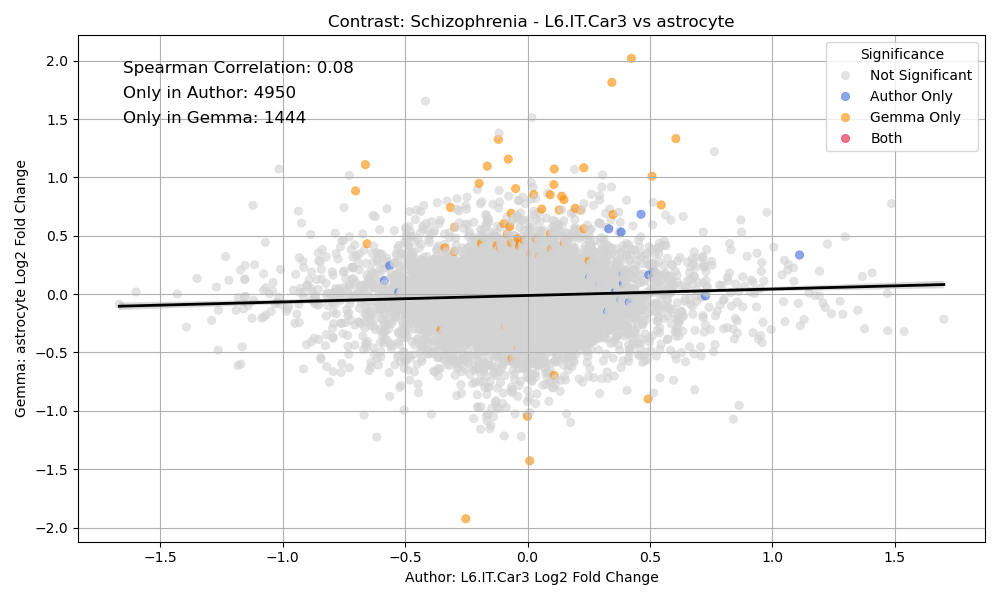 Contrast: Schizophrenia - L6.IT.Car3 vs astrocyte
Spearman Correlation: 0.08
Only in Author: 4950
Only in Gemma: 1444
Significance
Not Significant
Author Only
Gemma Only
Both
Gemma: astrocyte Log2 Fold Change
2.0
1.5
1.0
0.5
0.0
−0.5
−1.0
−1.5
−2.0
−1.5
−1.0
−0.5
0.0
0.5
1.0
1.5
Author: L6.IT.Car3 Log2 Fold Change